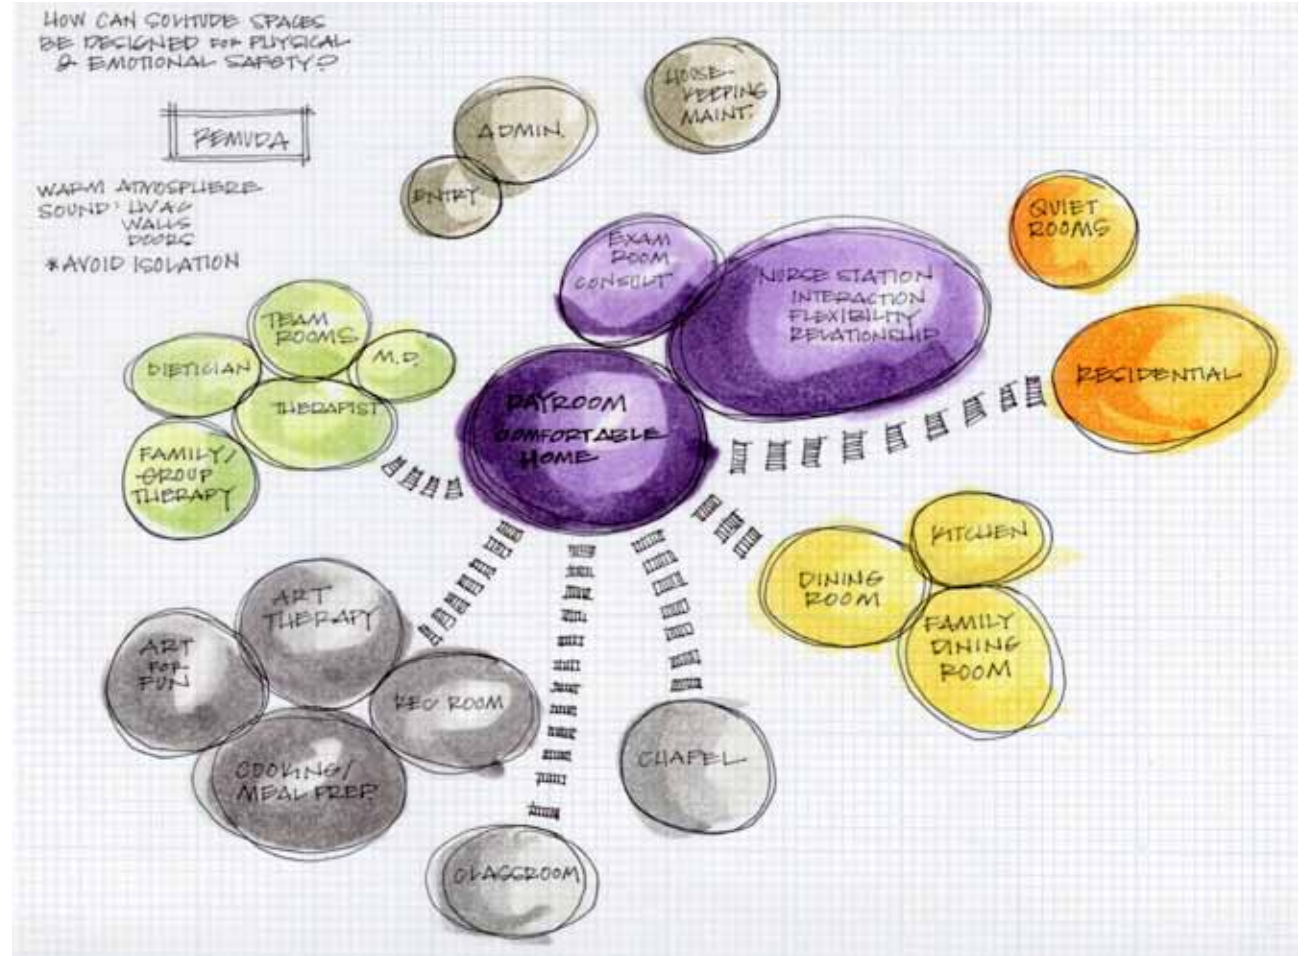 HOW CAN SOLITUDE SPACES
BE DESIGNED FOR PHYSICAL
& EMOTIONAL SAFETY?
REMUDA
WARM ATMOSPHERE
SOUND: HVAC
WALLS
DOORS
*AVOID ISOLATION
ADMIN.
ENTRY
HOUSE-
KEEPING
MAINT.
QUIET
ROOMS
EXAM
ROOM
CONSULT
NURSE STATION
INTERACTION
FLEXIBILITY
RELATIONSHIP
RESIDENTIAL
TEAM
ROOMS
DIETICIAN
M.D.
THERAPIST
FAMILY/
GROUP
THERAPY
DAYROOM
COMFORTABLE
HOME
KITCHEN
DINING
ROOM
FAMILY
DINING
ROOM
ART
THERAPY
ART
FOR
FUN
REC ROOM
COOKING/
MEAL PREP.
CHAPEL
CLASSROOM